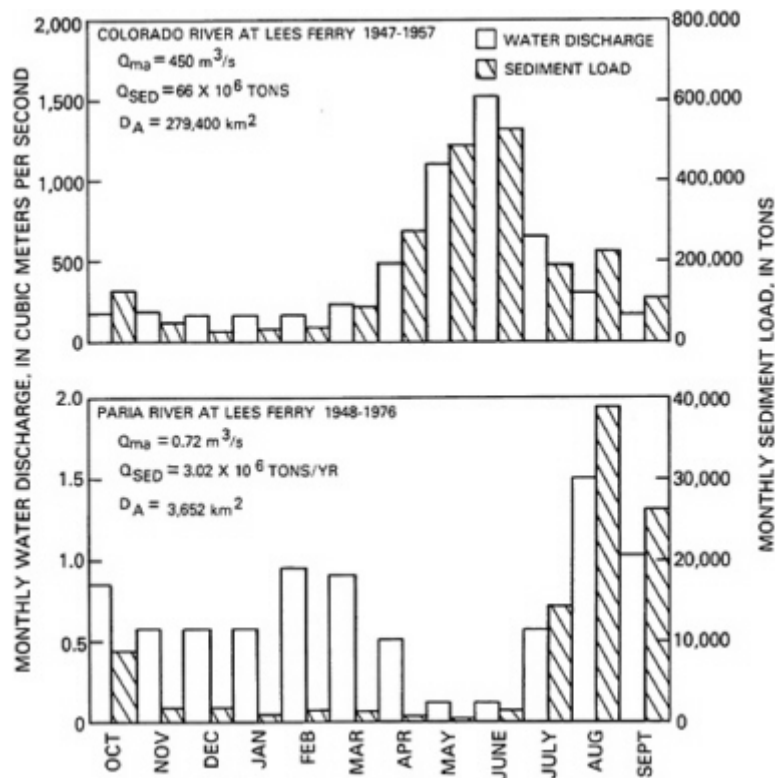 2,000
1,500
1,000
500
0
COLORADO RIVER AT LEES FERRY 1947-1957
Qma = 450 m3/s
QSED = 66 X 10 6 TONS
DA = 279,400 km2
WATER DISCHARGE
SEDIMENT LOAD
800,000
600,000
400,000
200,000
0
MONTHLY WATER DISCHARGE, IN CUBIC METERS PER SECOND
MONTHLY SEDIMENT LOAD, IN TONS
2.0
1.5
1.0
0.5
0
PARIA RIVER AT LEES FERRY 1948-1976
Qma = 0.72 m3/s
QSED = 3.02 X 10 6 TONS/YR
DA = 3,652 km2
40,000
30,000
20,000
10,000
0
OCT
NOV
DEC
JAN
FEB
MAR
APR
MAY
JUNE
JULY
AUG
SEPT